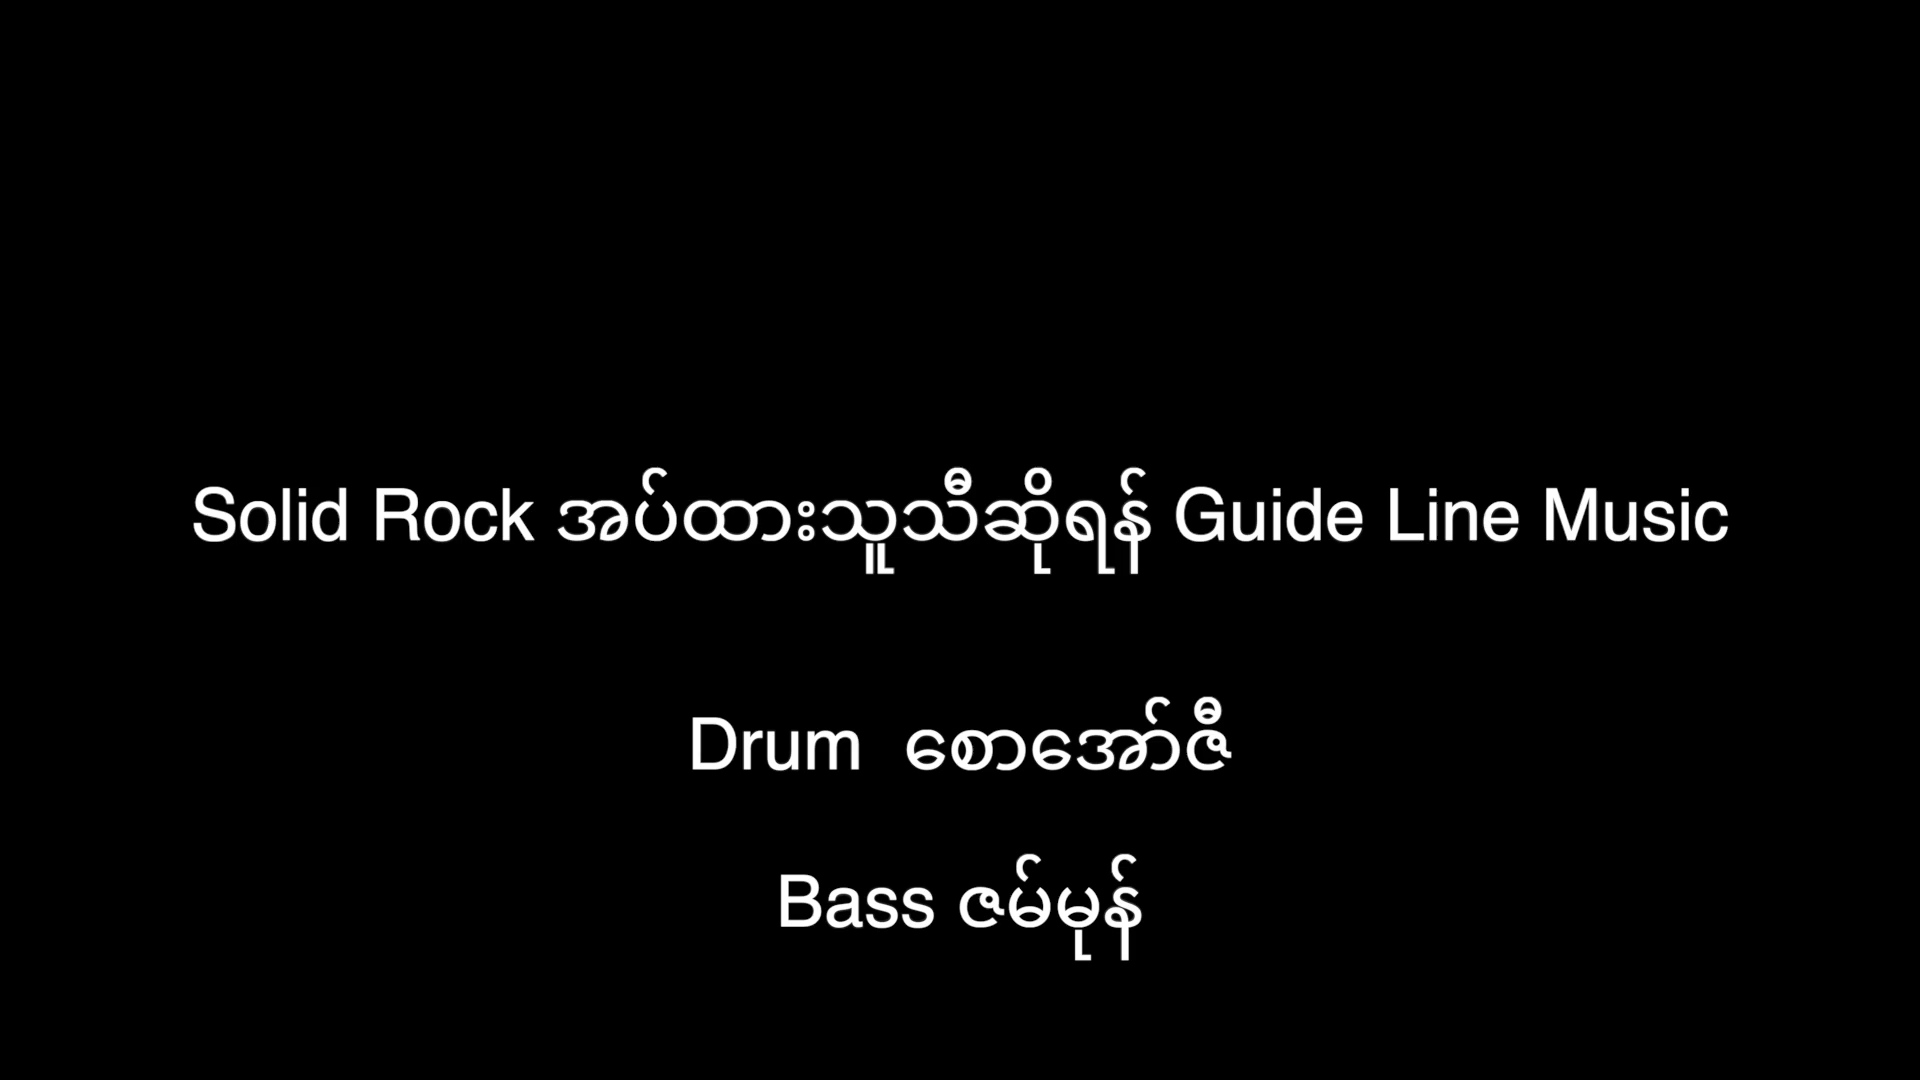 Solid Rock အပ်ထားသူသီဆိုရန် Guide Line Music
Drum စောအော်ဇီ
Bass ဇမ်မုန်